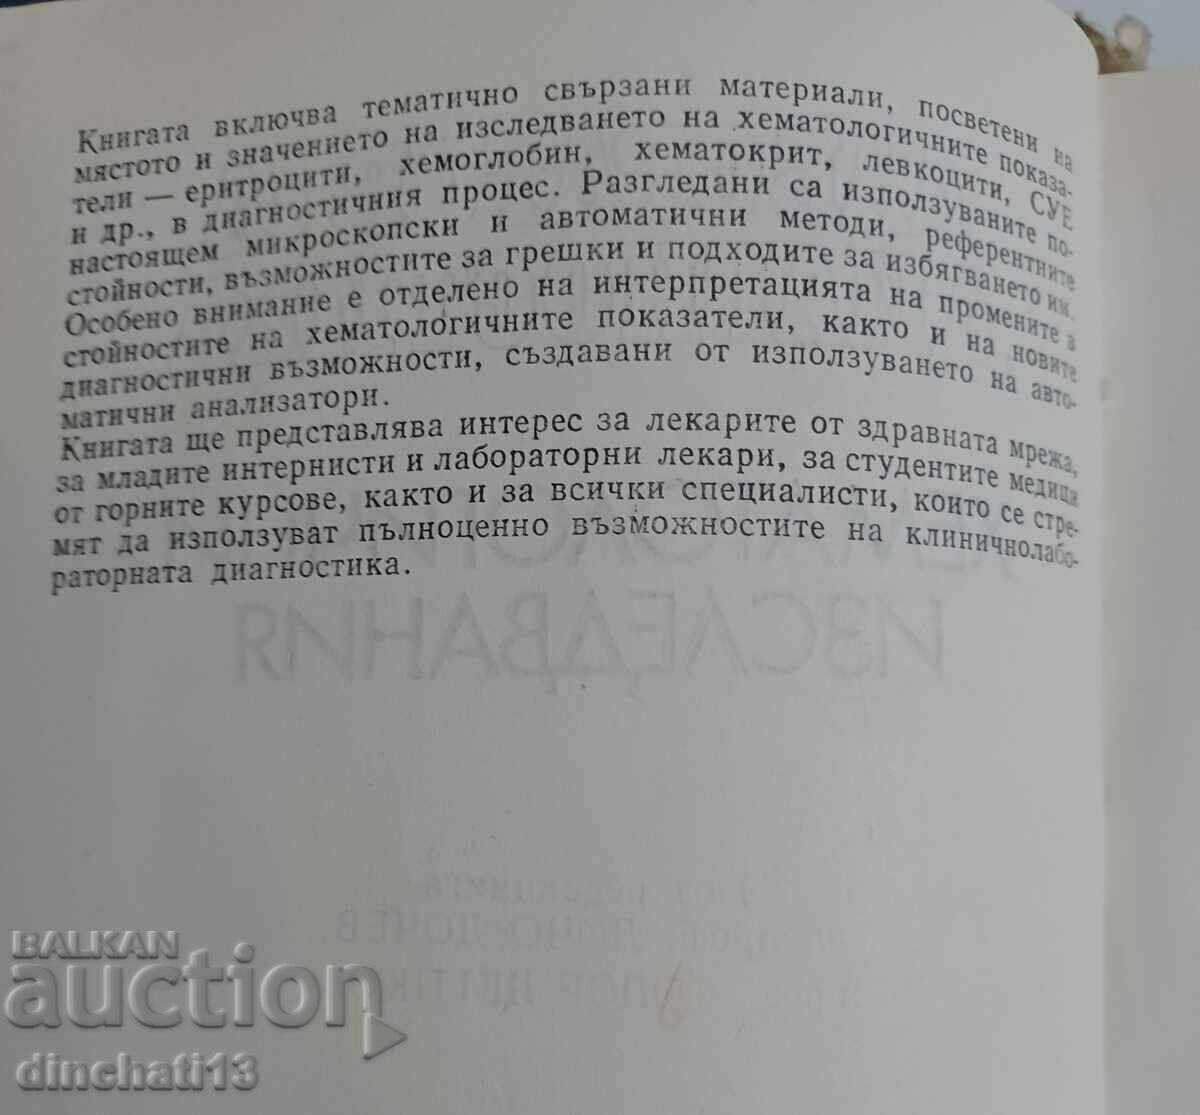 Книгата включва тематично свързани материали, посветени на
мястото и значението на изследването на хематологичните показа-
тели — еритроцити, хемоглобин, хематокрит, левкоцити, СУЕ
и др., в диагностичния процес. Разгледани са използуваните по-
настоящем микроскопски и автоматични методи, референтните
стойности, възможностите за грешки и подходите за избягването им.
Особено внимание е отделено на интерпретацията на промените в
стойностите на хематологичните показатели, както и на новите
диагностични възможности, създавани от използуването на авто-
матични анализатори.
Книгата ще представлява интерес за лекарите от здравната мрежа,
за младите интернисти и лабораторни лекари, за студентите медици
от горните курсове, както и за всички специалисти, които се стре-
мят да използуват пълноценно възможностите на клиничнолабо-
раторната диагностика.
ИЗСЛЕДВАНИЯ
BALKAN
auction
dinchati13